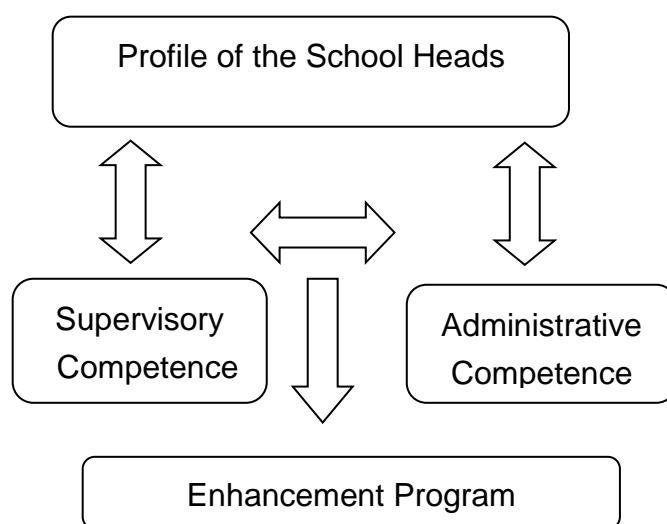 Profile of the School Heads
Supervisory
Competence
Administrative
Competence
Enhancement Program